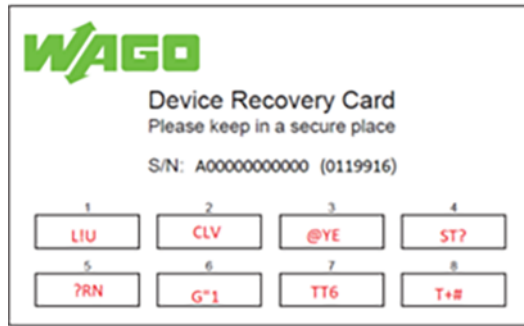 WAGO
Device Recovery Card
Please keep in a secure place
S/N: A00000000000 (0119916)
1 2 3 4
L!U CLV @YE ST?
5 6 7 8
?RN G"1 TT6 T+#